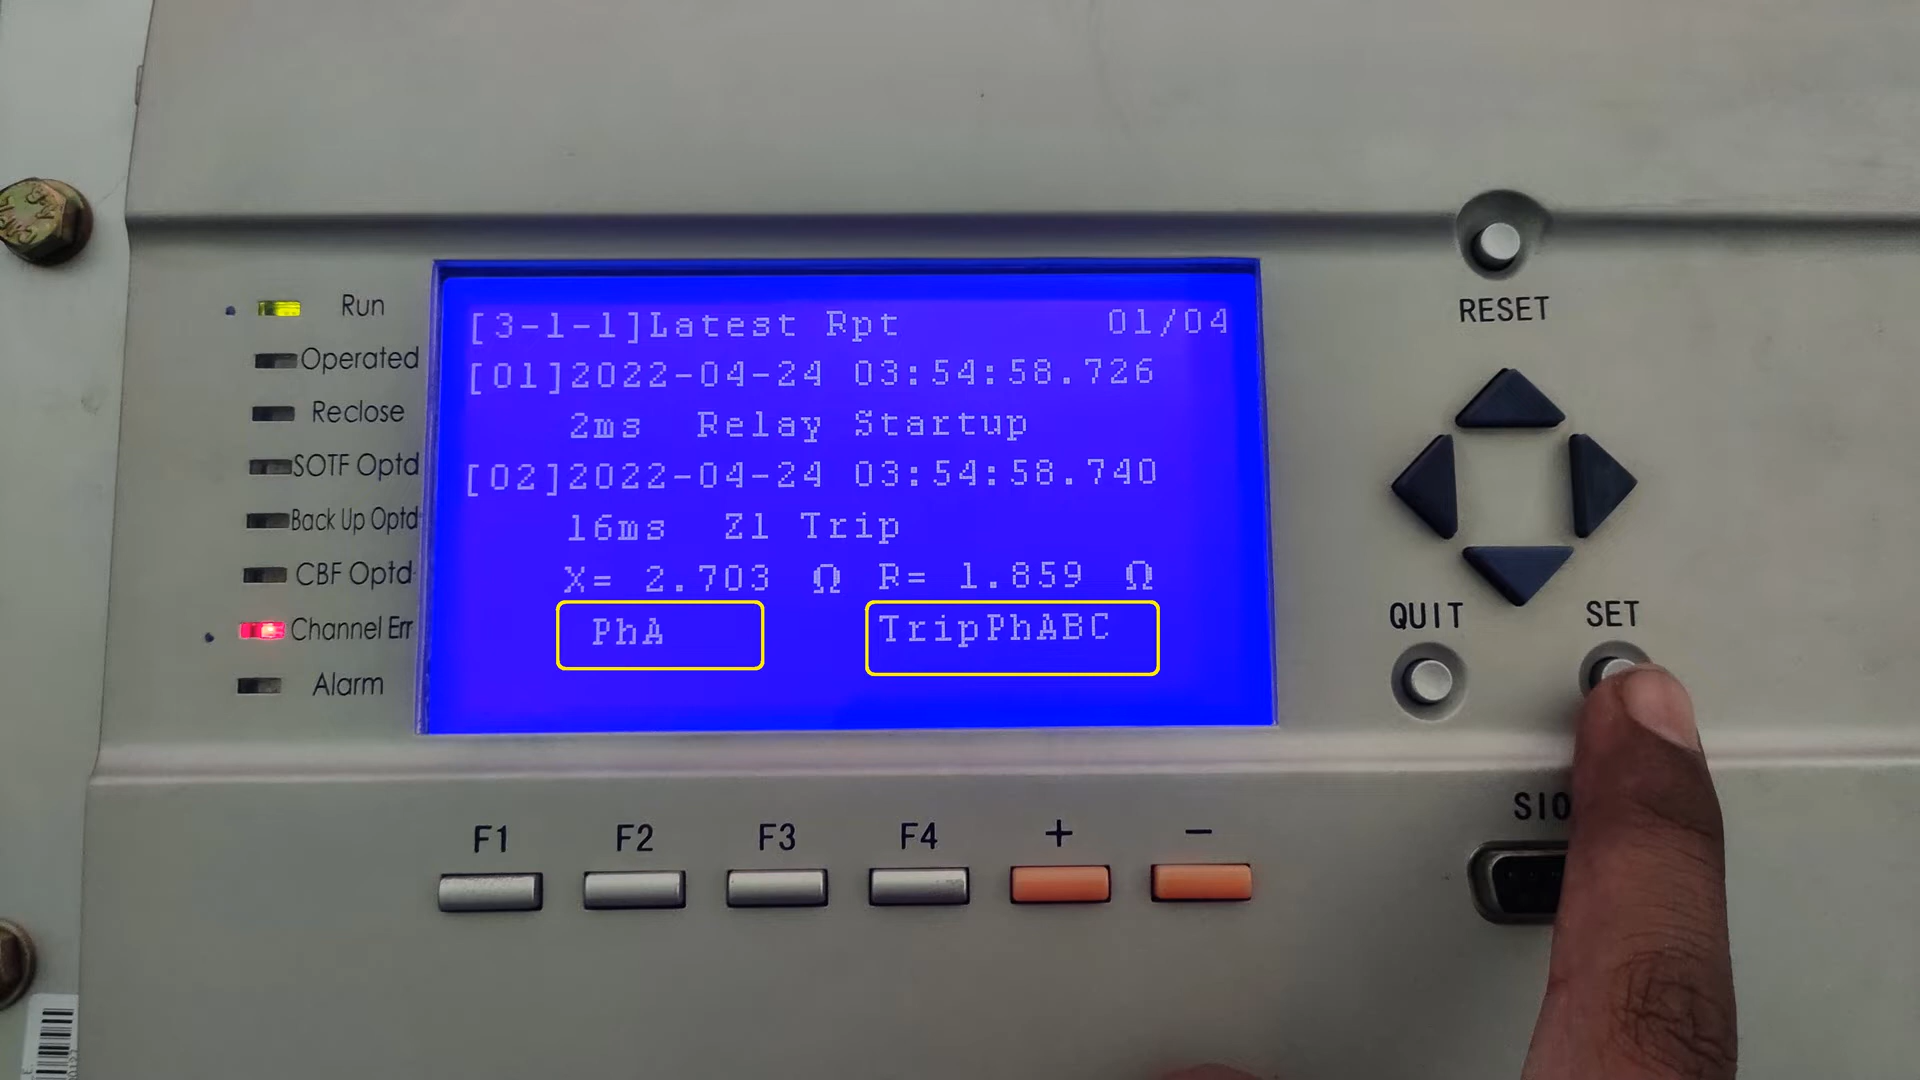 [3-1-1]Latest Rpt 01/04
[01]2022-04-24 03:54:58.726
2ms Relay Startup
[02]2022-04-24 03:54:58.740
16ms Z1 Trip
X= 2.703 Ω R= 1.859 Ω
PhA TripPhABC
Run
Operated
Reclose
SOTF Optd
Back Up Optd
CBF Optd
Channel Err
Alarm
RESET
QUIT SET
SIO
F1 F2 F3 F4 + -